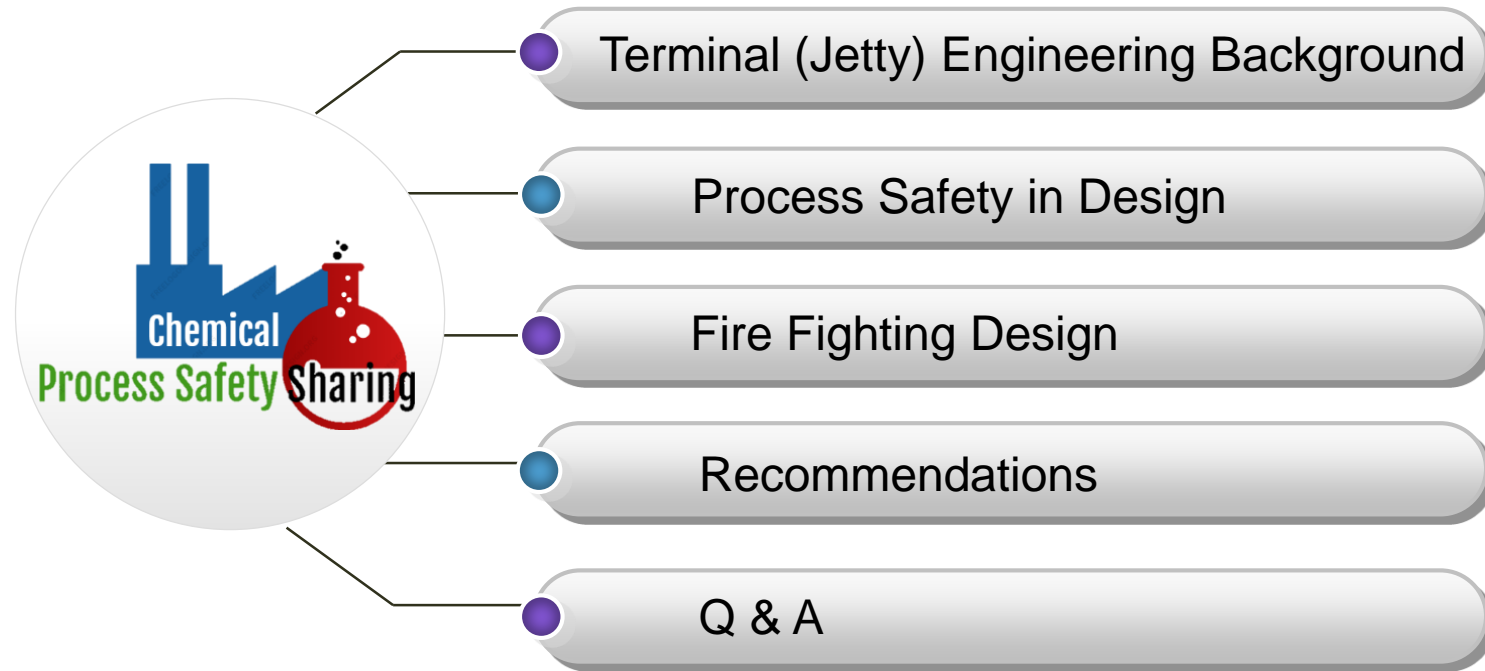 Terminal (Jetty) Engineering Background
Process Safety in Design
Chemical
Process Safety Sharing
Fire Fighting Design
Recommendations
Q & A